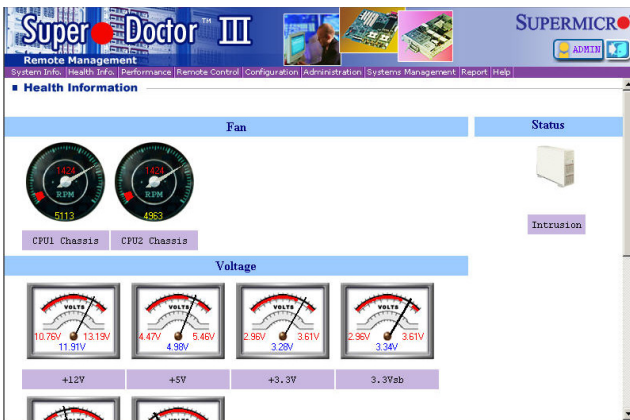 Super Doctor™ III
SUPERMICRO
ADMIN
Remote Management
System Info. | Health Info. | Performance | Remote Control | Configuration | Administration | Systems Management | Report | Help
Health Information
Fan
Status
1424
RPM
5113
1424
RPM
4963
CPU1 Chassis
CPU2 Chassis
Intrusion
Voltage
VOLTS
10.76V 13.19V
11.91V
VOLTS
4.47V 5.46V
4.98V
VOLTS
2.96V 3.61V
3.28V
VOLTS
2.96V 3.61V
3.34V
+12V
+5V
+3.3V
3.3Vsb